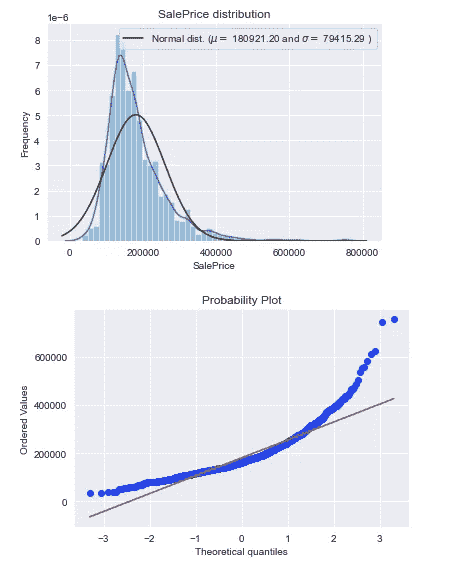 SalePrice distribution
1e−6
Normal dist. (μ = 180921.20 and σ = 79415.29 )
8
7
6
5
4
3
2
1
0
Frequency
0 200000 400000 600000 800000
SalePrice
Probability Plot
600000
400000
200000
0
Ordered Values
−3 −2 −1 0 1 2 3
Theoretical quantiles